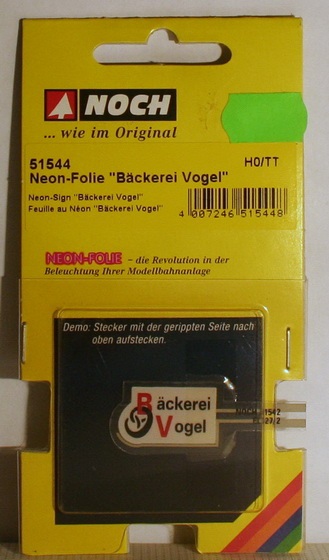 NOCH
... wie im Original
51544 H0/TT
Neon-Folie "Bäckerei Vogel"
Neon-Sign "Bäckerei Vogel"
Feuille au Nèon "Bäckerei Vogel"
4 007246 515448
NEON-FOLIE – die Revolution in der
Beleuchtung Ihrer Modellbahnanlage
Demo: Stecker mit der gerippten Seite nach
oben aufstecken.
Bäckerei
Vogel
NOCH